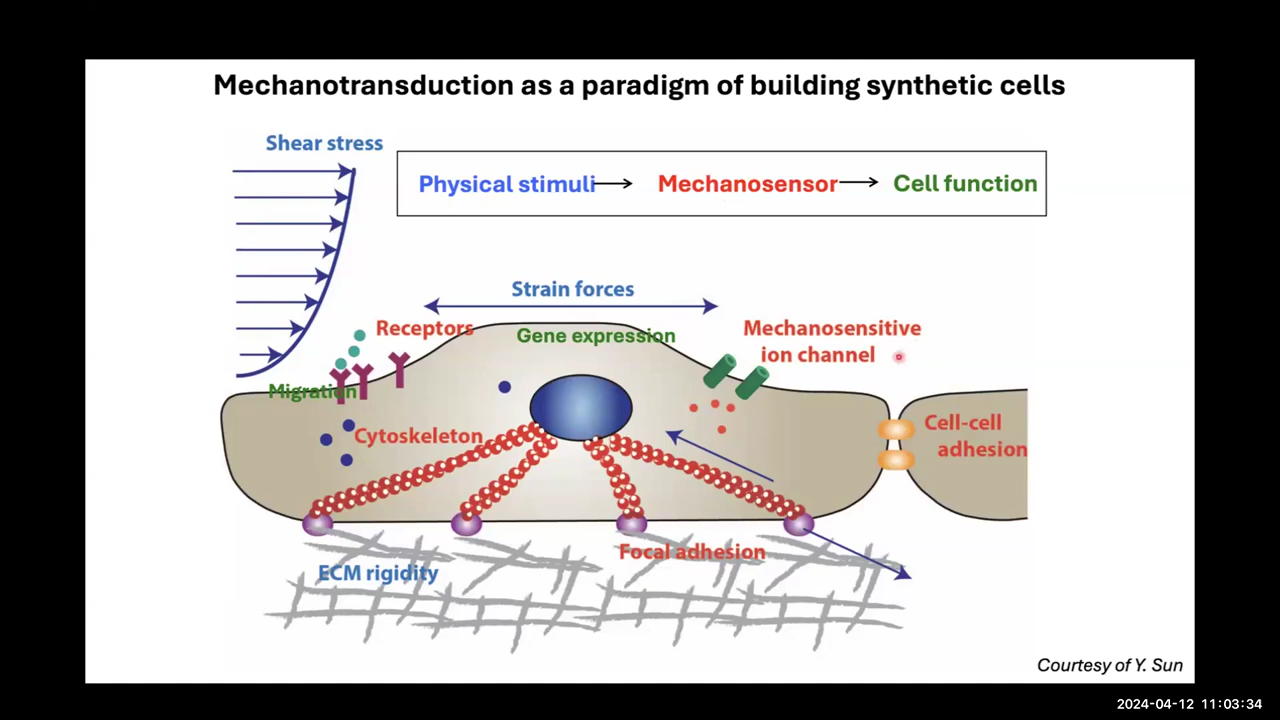 Mechanotransduction as a paradigm of building synthetic cells
Shear stress
Physical stimuli → Mechanosensor → Cell function
Strain forces
Receptors
Gene expression
Mechanosensitive
ion channel
Migration
Cytoskeleton
Cell-cell
adhesion
Focal adhesion
ECM rigidity
Courtesy of Y. Sun
2024-04-12 11:03:34